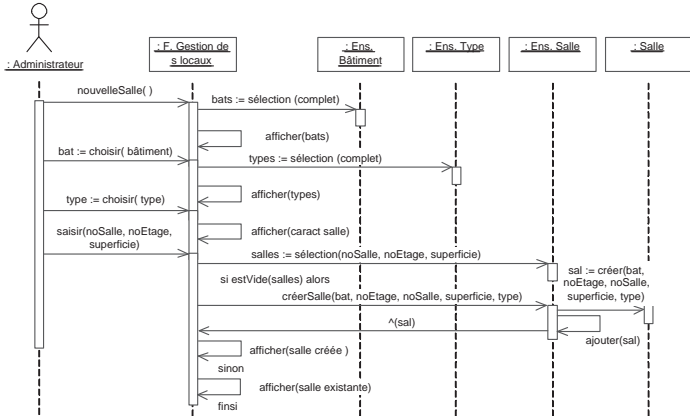 : Administrateur
: F. Gestion de
s locaux
: Ens.
Bâtiment
: Ens. Type
: Ens. Salle
: Salle
nouvelleSalle( )
bats := sélection (complet)
afficher(bats)
bat := choisir( bâtiment)
types := sélection (complet)
afficher(types)
type := choisir( type)
afficher(caract salle)
saisir(noSalle, noEtage,
superficie)
salles := sélection(noSalle, noEtage, superficie)
si estVide(salles) alors
sal := créer(bat,
noEtage, noSalle,
superficie, type)
créerSalle(bat, noEtage, noSalle, superficie, type)
^(sal)
ajouter(sal)
afficher(salle créée )
sinon
afficher(salle existante)
finsi